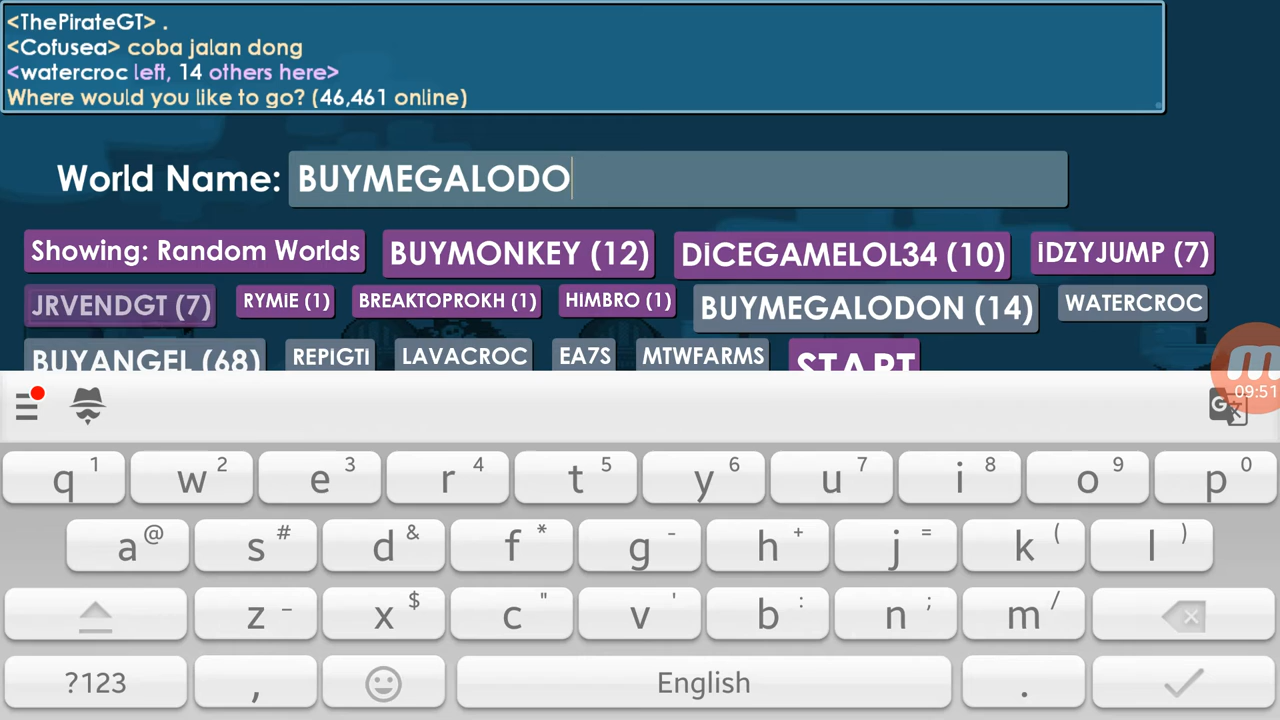 <ThePirateGT> .
<Cofusea> coba jalan dong
<watercroc left, 14 others here>
Where would you like to go? (46,461 online)
World Name: BUYMEGALODO
Showing: Random Worlds BUYMONKEY (12) DICEGAMELOL34 (10) IDZYJUMP (7)
JRVENDGT (7) RYMIE (1) BREAKTOPROKH (1) HIMBRO (1) BUYMEGALODON (14) WATERCROC
BUYANGEL (68) REPIGTI LAVACROC EA7S MTWFARMS START
09:51
q 1 w 2 e 3 r 4 t 5 y 6 u 7 i 8 o 9 p 0
a @ s # d & f * g - h + j = k ( l )
z _ x $ c " v ' b : n ; m /
?123 , English .